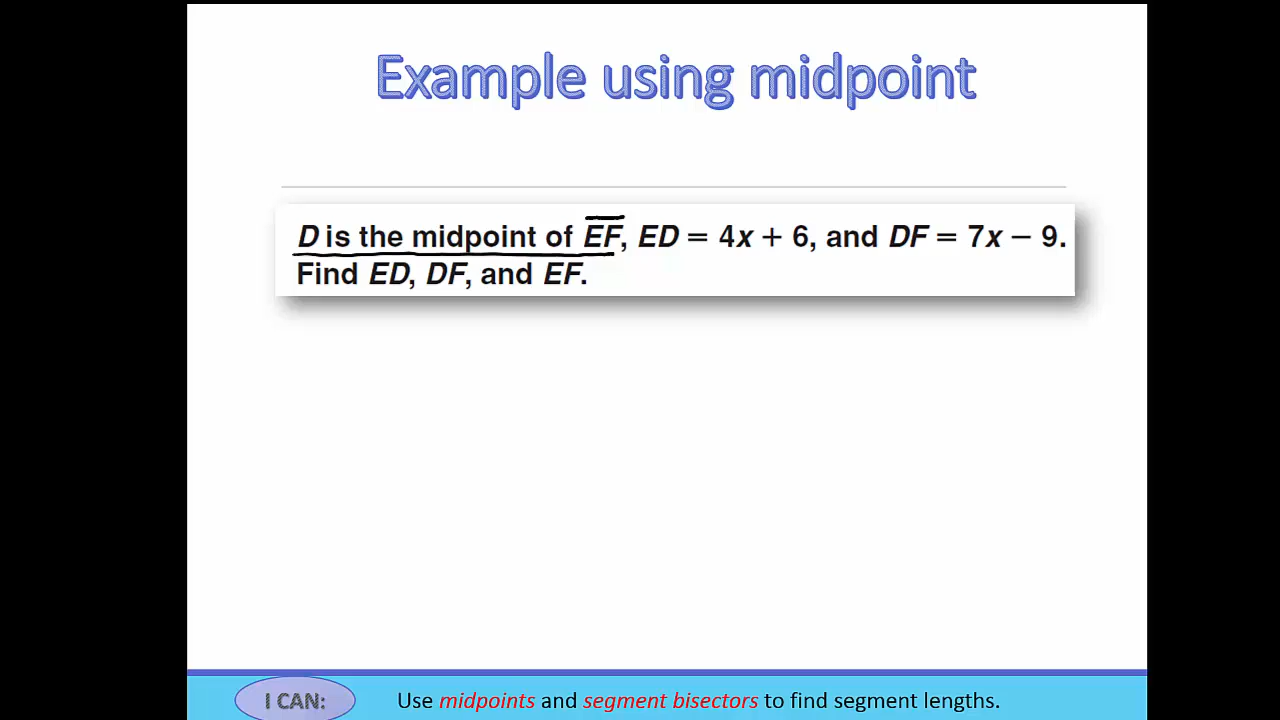 Example using midpoint
D is the midpoint of EF, ED = 4x + 6, and DF = 7x − 9.
Find ED, DF, and EF.
I CAN:
Use midpoints and segment bisectors to find segment lengths.